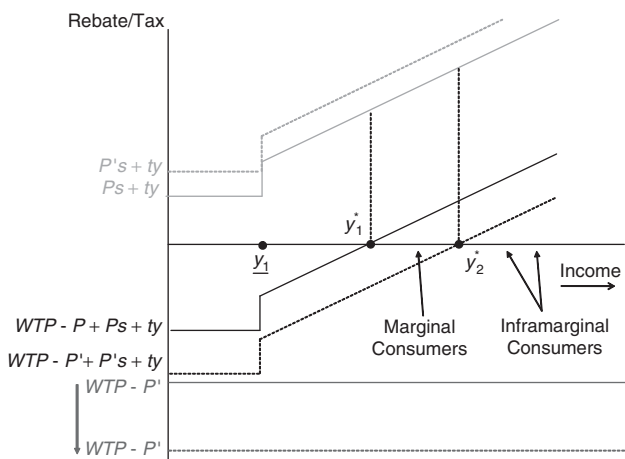 Rebate/Tax
P's + ty
Ps + ty
y*1
y1
y*2
Income
WTP - P + Ps + ty
Marginal
Consumers
Inframarginal
Consumers
WTP - P' + P's + ty
WTP - P'
WTP - P'